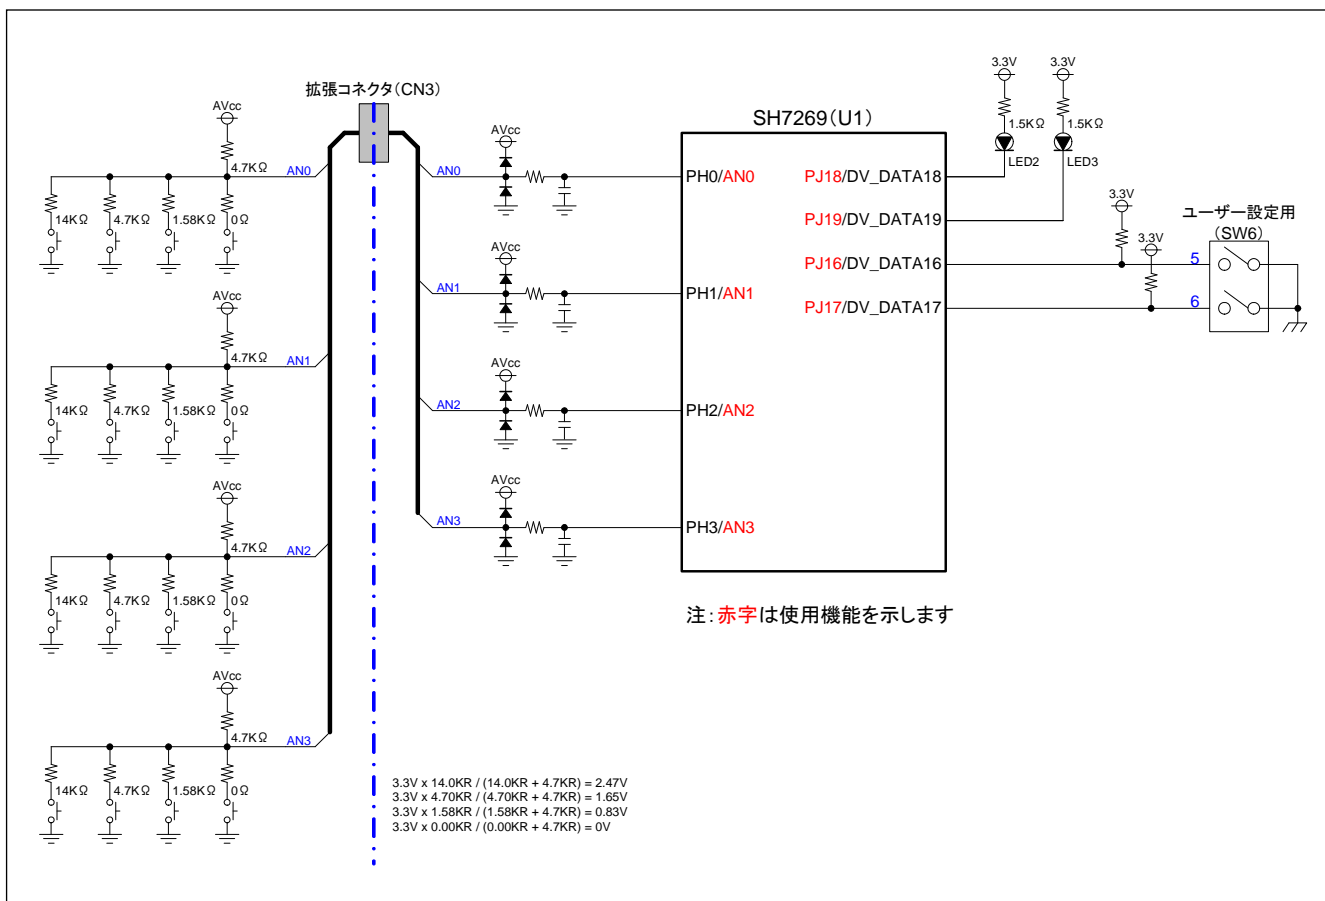 拡張コネクタ(CN3)
AVcc
4.7KΩ
AN0
14KΩ
4.7KΩ
1.58KΩ
0Ω
AVcc
4.7KΩ
AN1
14KΩ
4.7KΩ
1.58KΩ
0Ω
AVcc
4.7KΩ
AN2
14KΩ
4.7KΩ
1.58KΩ
0Ω
AVcc
4.7KΩ
AN3
14KΩ
4.7KΩ
1.58KΩ
0Ω
AVcc
AN0
AVcc
AN1
AVcc
AN2
AVcc
AN3
3.3V x 14.0KR / (14.0KR + 4.7KR) = 2.47V
3.3V x 4.70KR / (4.70KR + 4.7KR) = 1.65V
3.3V x 1.58KR / (1.58KR + 4.7KR) = 0.83V
3.3V x 0.00KR / (0.00KR + 4.7KR) = 0V
SH7269(U1)
PH0/AN0
PJ18/DV_DATA18
PJ19/DV_DATA19
PJ16/DV_DATA16
PH1/AN1
PJ17/DV_DATA17
PH2/AN2
PH3/AN3
注:赤字は使用機能を示します
3.3V
3.3V
1.5KΩ
1.5KΩ
LED2
LED3
3.3V
3.3V
ユーザー設定用
(SW6)
5
6